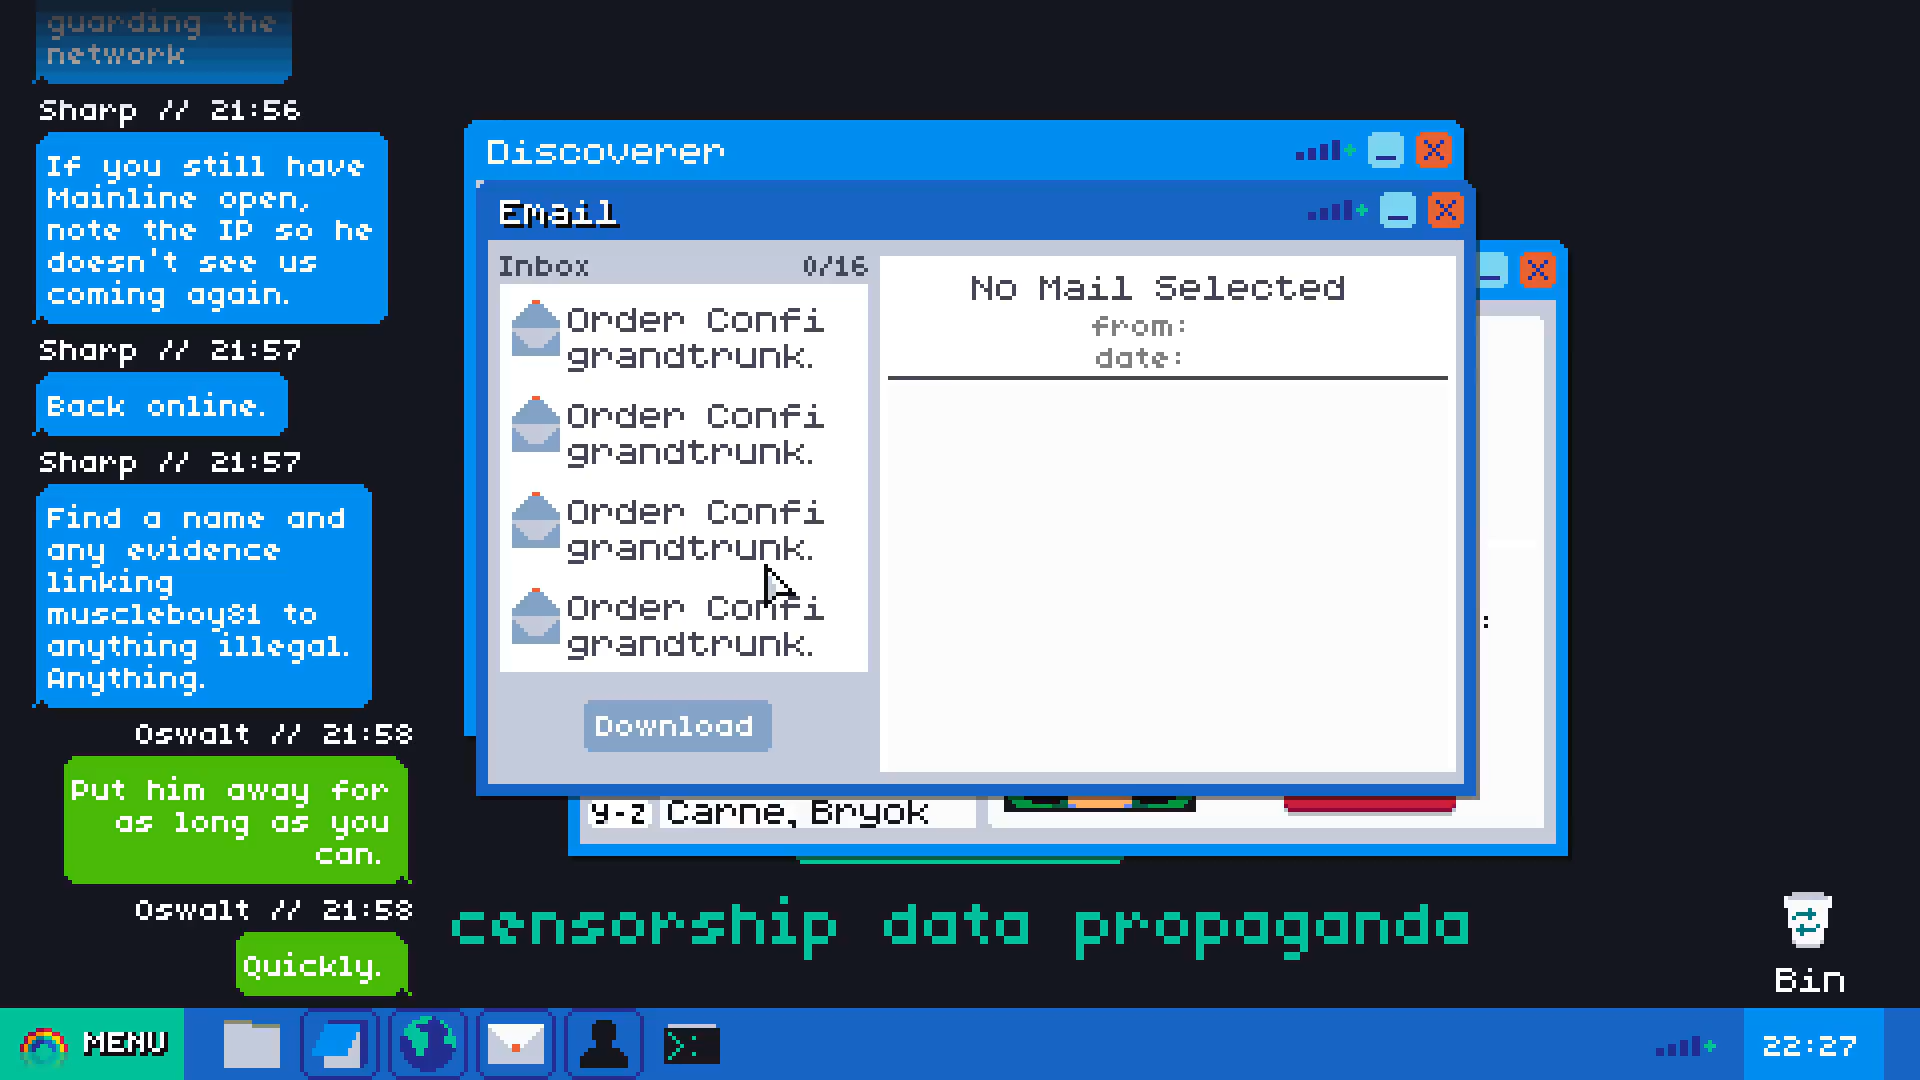 guarding the
network
Sharp // 21:56
If you still have
Mainline open,
note the IP so he
doesn't see us
coming again.
Sharp // 21:57
Back online.
Sharp // 21:57
Find a name and
any evidence
linking
muscleboy81 to
anything illegal.
Anything.
Oswalt // 21:58
Put him away for
as long as you
can.
Oswalt // 21:58
Quickly.
Discoverer
Email
Inbox 0/16
Order Confi
grandtrunk.
Order Confi
grandtrunk.
Order Confi
grandtrunk.
Order Confi
grandtrunk.
Download
No Mail Selected
from:
date:
:
y-z Carne, Bryok
censorship data propaganda
Bin
MENU
>:
22:27